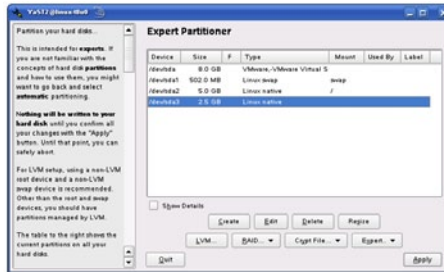 YaST2@linux-40u0
Partition your hard disks...
This is intended for experts. If
you are not familiar with the
concepts of hard disk partitions
and how to use them, you might
want to go back and select
automatic partitioning.
Nothing will be written to your
hard disk until you confirm all
your changes with the "Apply"
button. Until that point, you can
safely abort.
For LVM setup, using a non-LVM
root device and a non-LVM
swap device is recommended.
Other than the root and swap
devices, you should have
partitions managed by LVM.
The table to the right shows the
current partitions on all your
hard disks.
Expert Partitioner
Device Size F Type Mount Used By Label
/dev/sda 8.0 GB VMware,-VMware Virtual S
/dev/sda1 502.0 MB Linux swap swap
/dev/sda2 5.0 GB Linux native /
/dev/sda3 2.5 GB Linux native
Show Details
Create Edit Delete Resize
LVM... RAID... Crypt File... Expert..
Quit Apply